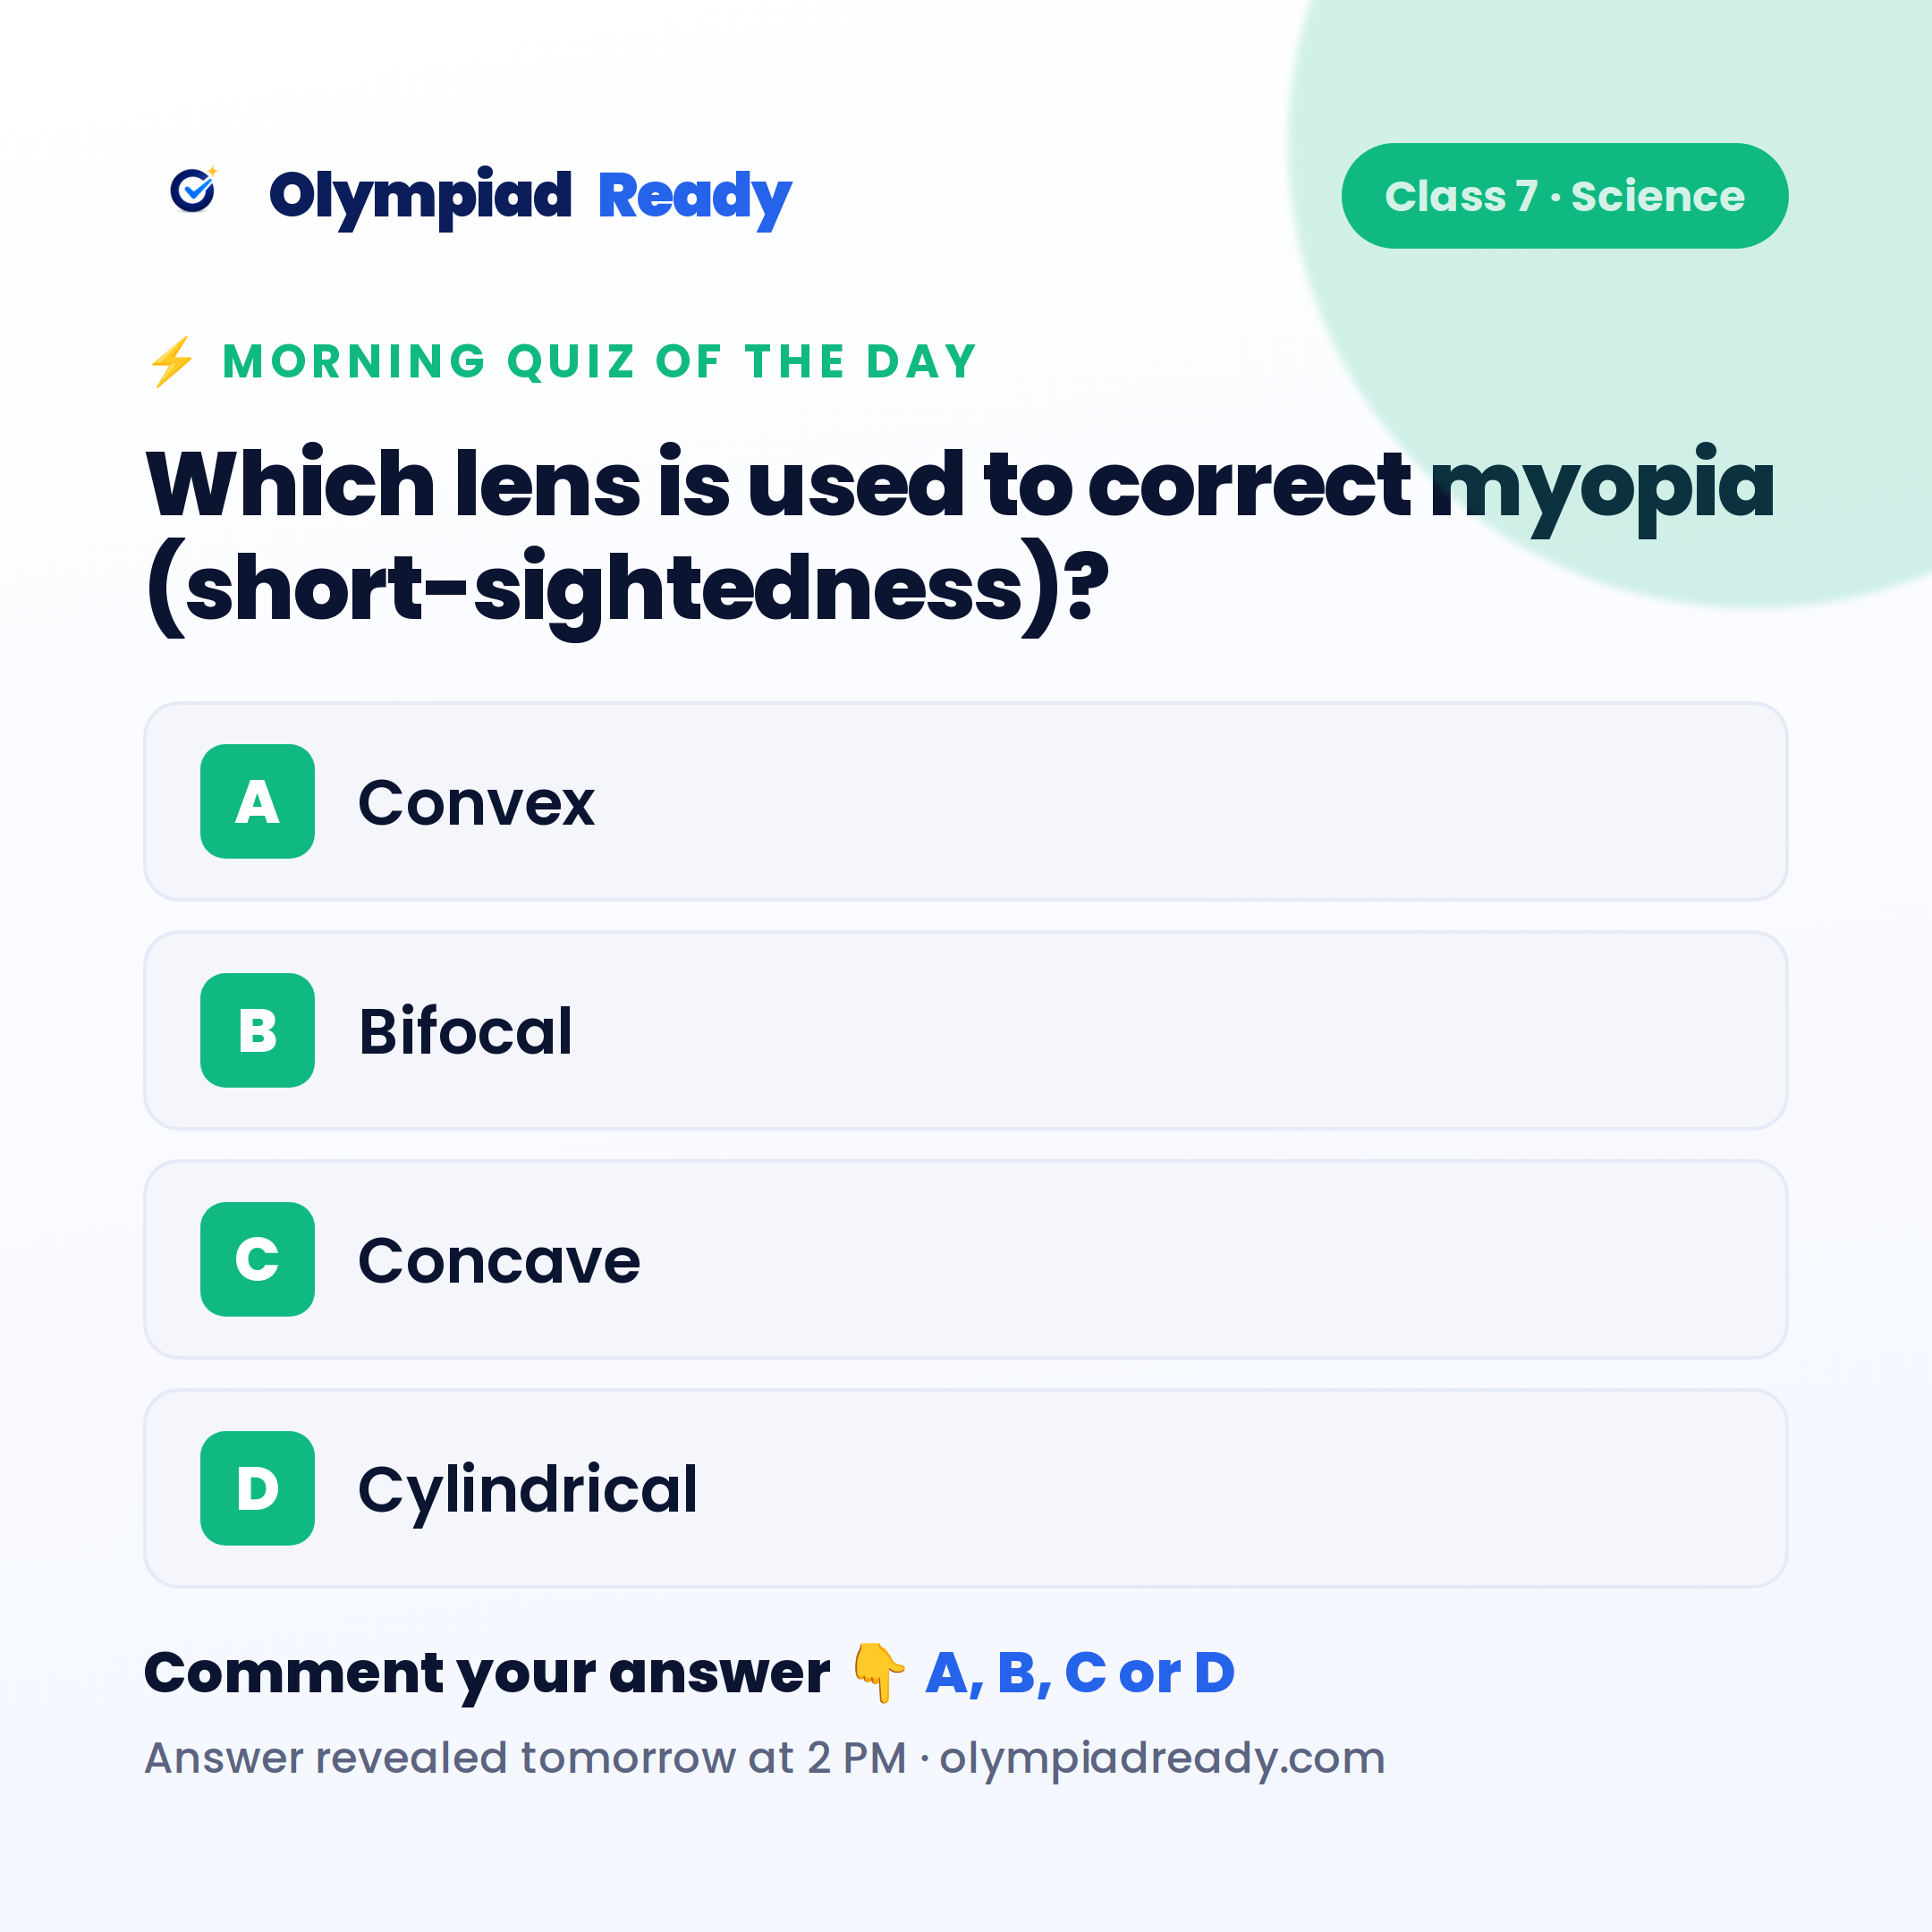 Olympiad Ready
Class 7 · Science
⚡ MORNING QUIZ OF THE DAY
Which lens is used to correct myopia
(short-sightedness)?
A Convex
B Bifocal
C Concave
D Cylindrical
Comment your answer 👇 A, B, C or D
Answer revealed tomorrow at 2 PM · olympiadready.com